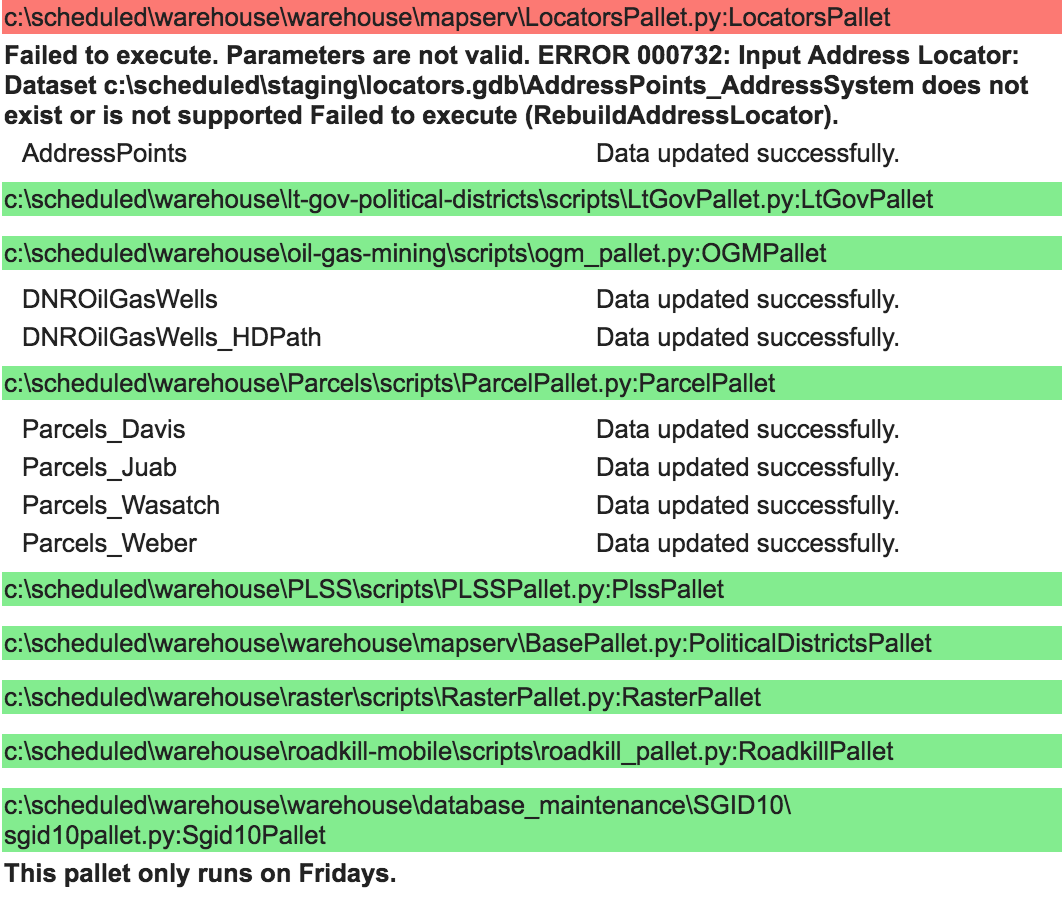 c:\scheduled\warehouse\warehouse\mapserv\LocatorsPallet.py:LocatorsPallet
Failed to execute. Parameters are not valid. ERROR 000732: Input Address Locator:
Dataset c:\scheduled\staging\locators.gdb\AddressPoints_AddressSystem does not
exist or is not supported Failed to execute (RebuildAddressLocator).
AddressPoints Data updated successfully.
c:\scheduled\warehouse\lt-gov-political-districts\scripts\LtGovPallet.py:LtGovPallet
c:\scheduled\warehouse\oil-gas-mining\scripts\ogm_pallet.py:OGMPallet
DNROilGasWells Data updated successfully.
DNROilGasWells_HDPath Data updated successfully.
c:\scheduled\warehouse\Parcels\scripts\ParcelPallet.py:ParcelPallet
Parcels_Davis Data updated successfully.
Parcels_Juab Data updated successfully.
Parcels_Wasatch Data updated successfully.
Parcels_Weber Data updated successfully.
c:\scheduled\warehouse\PLSS\scripts\PLSSPallet.py:PlssPallet
c:\scheduled\warehouse\warehouse\mapserv\BasePallet.py:PoliticalDistrictsPallet
c:\scheduled\warehouse\raster\scripts\RasterPallet.py:RasterPallet
c:\scheduled\warehouse\roadkill-mobile\scripts\roadkill_pallet.py:RoadkillPallet
c:\scheduled\warehouse\warehouse\database_maintenance\SGID10\
sgid10pallet.py:Sgid10Pallet
This pallet only runs on Fridays.